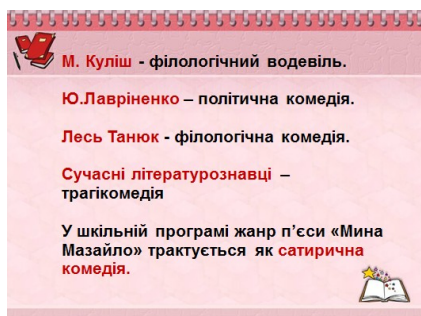 М. Куліш - філологічний водевіль.
Ю.Лавріненко – політична комедія.
Лесь Танюк - філологічна комедія.
Сучасні літературознавці –
трагікомедія
У шкільній програмі жанр п’єси «Мина
Мазайло» трактується як сатирична
комедія.